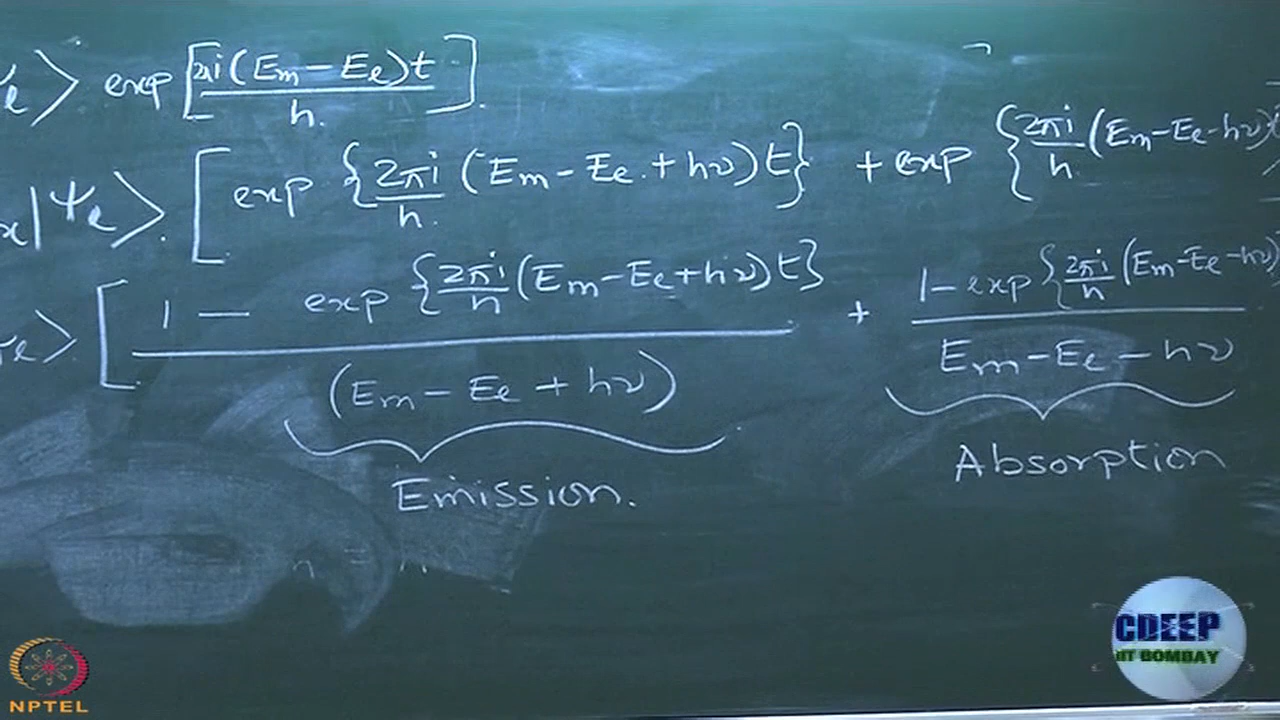 ψₑ⟩ exp [2i(Em − Ee)t / h.].
x|ψₑ⟩. [exp {2πi/h. (Em − Ee + hν)t} + exp {2πi/h (Em − Ee − hν)
e⟩ [1 − exp {2πi/h (Em − Ee + hν)t} / (Em − Ee + hν) + 1 − exp {2πi/h (Em − Ee − hν) / Em − Ee − hν
Absorption
Emission.
CDEEP
IIT BOMBAY
NPTEL